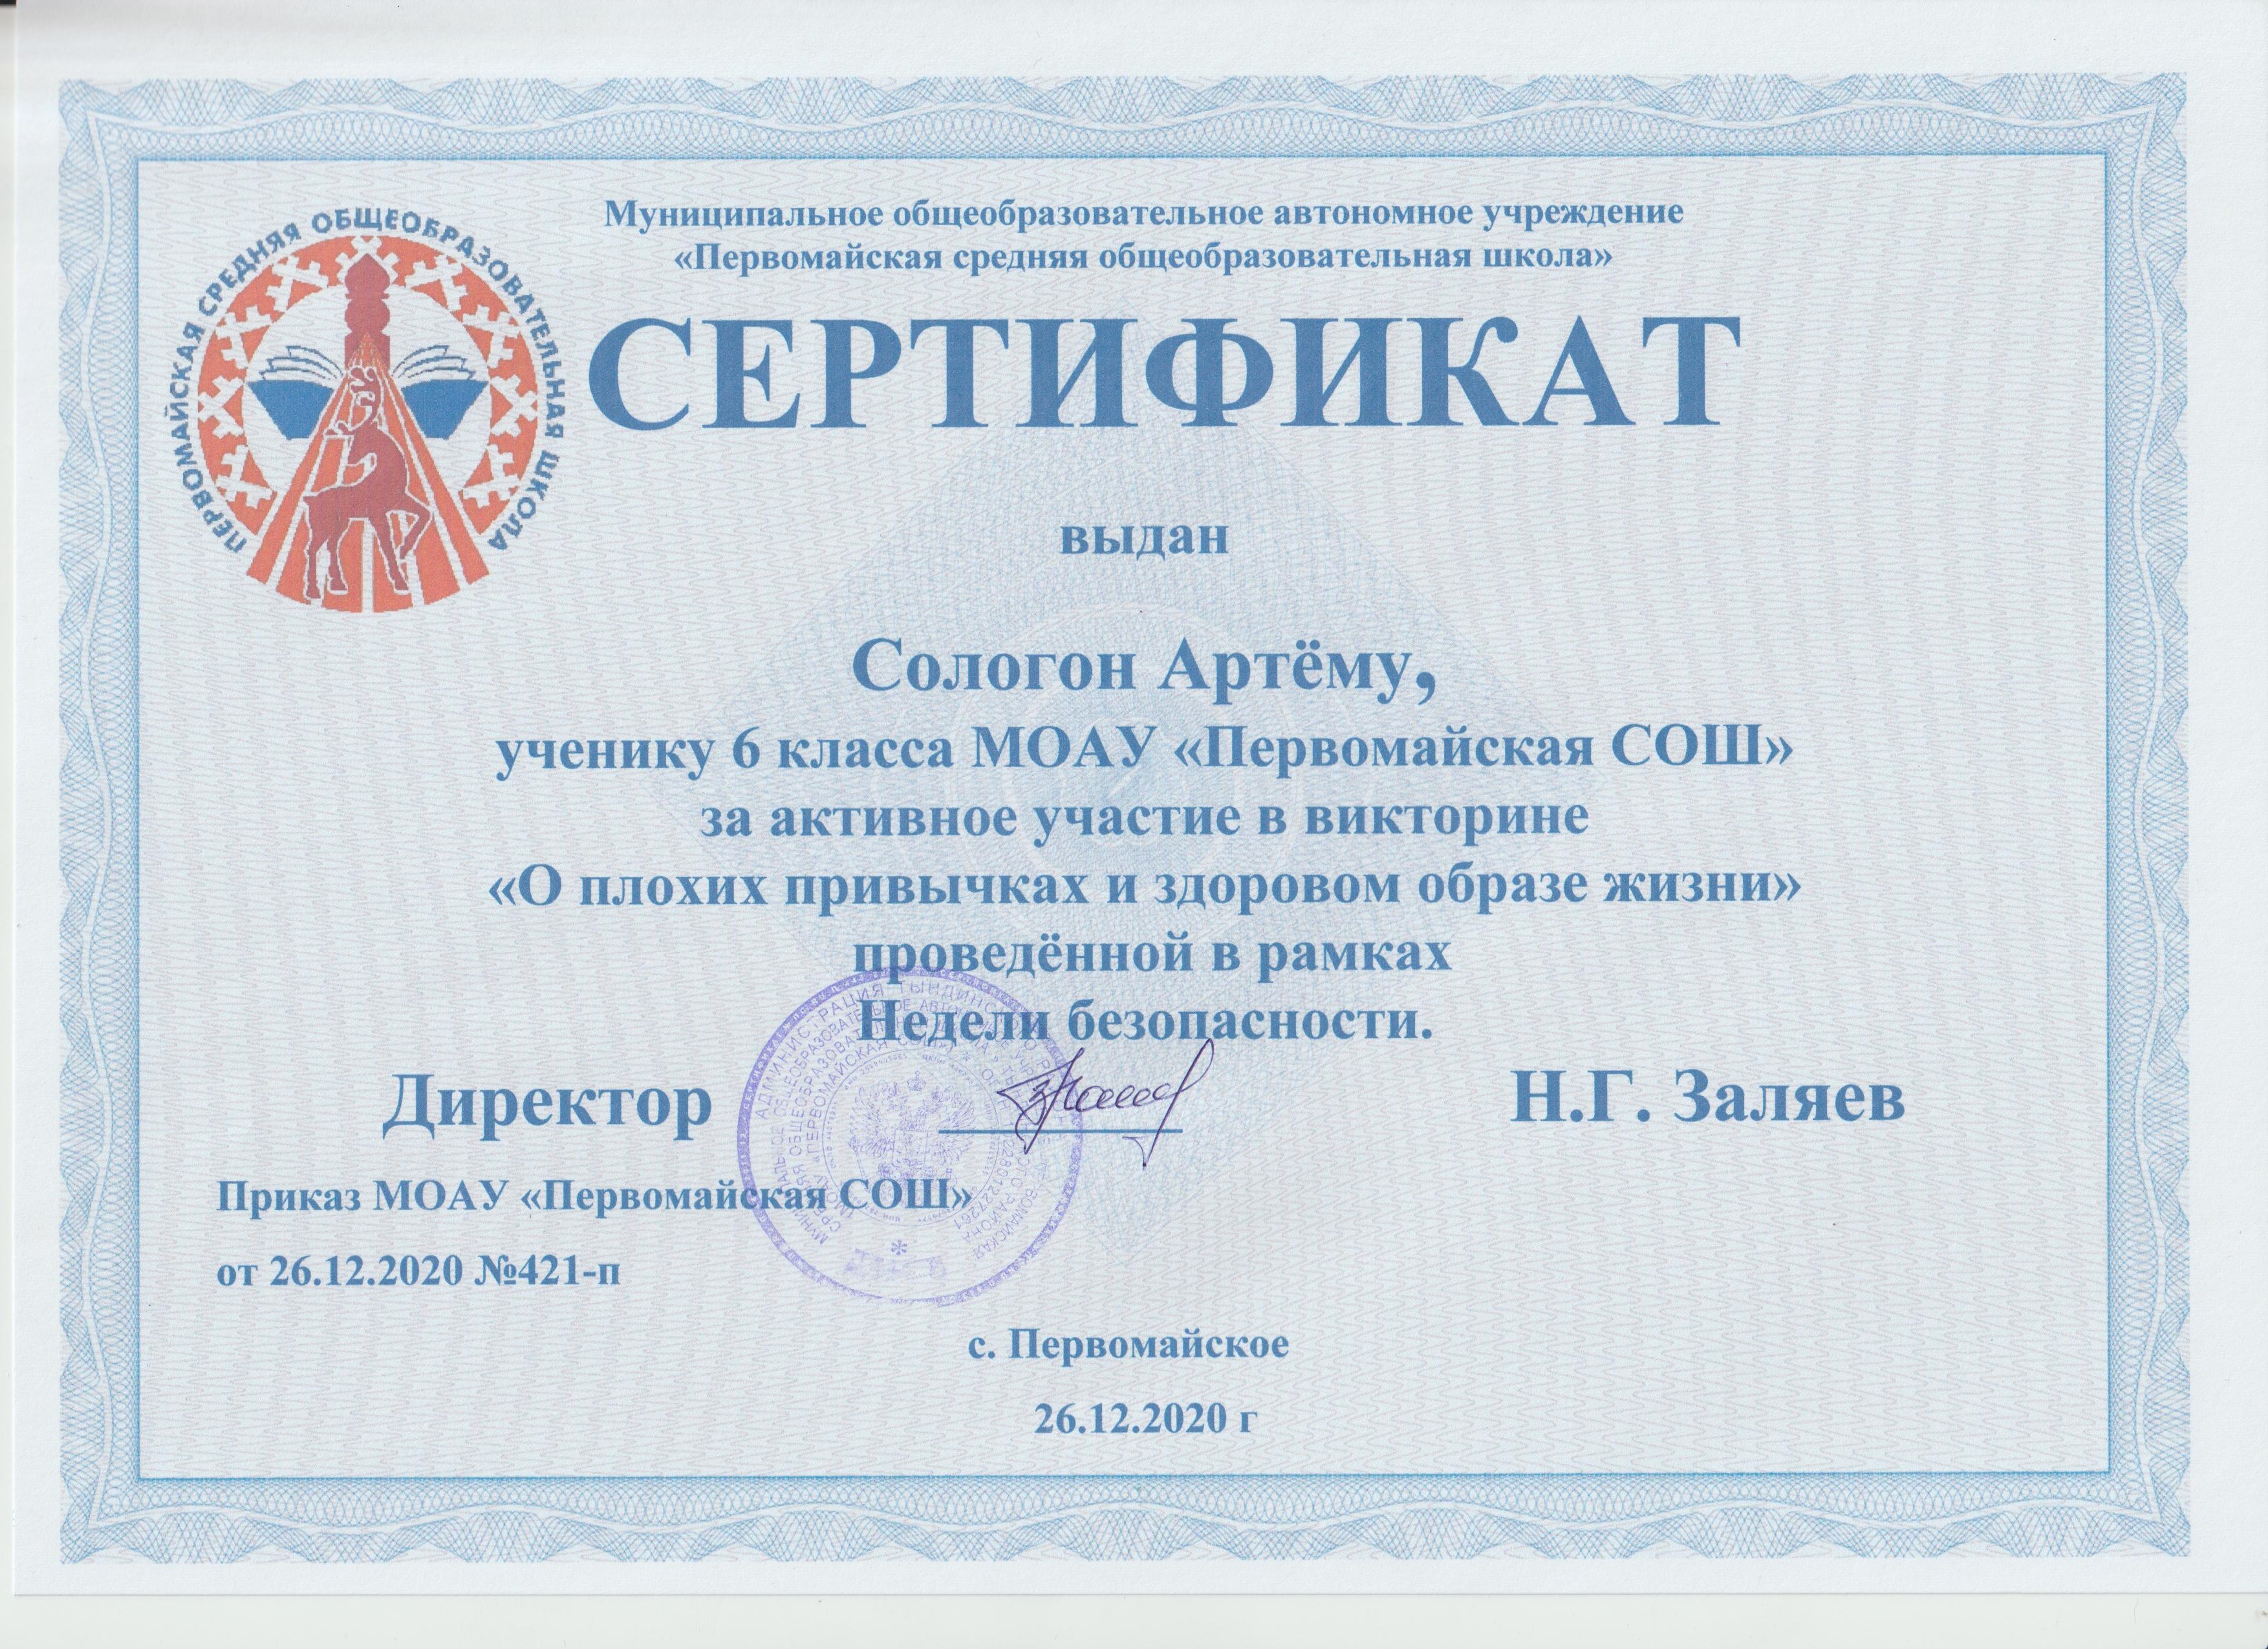 ПЕРВОМАЙСКАЯ СРЕДНЯЯ ОБЩЕОБРАЗОВАТЕЛЬНАЯ ШКОЛА
Муниципальное общеобразовательное автономное учреждение
«Первомайская средняя общеобразовательная школа»
СЕРТИФИКАТ
выдан
Сологон Артёму,
ученику 6 класса МОАУ «Первомайская СОШ»
за активное участие в викторине
«О плохих привычках и здоровом образе жизни»
проведённой в рамках
Недели безопасности.
Директор
Н.Г. Заляев
Приказ МОАУ «Первомайская СОШ»
от 26.12.2020 №421-п
с. Первомайское
26.12.2020 г